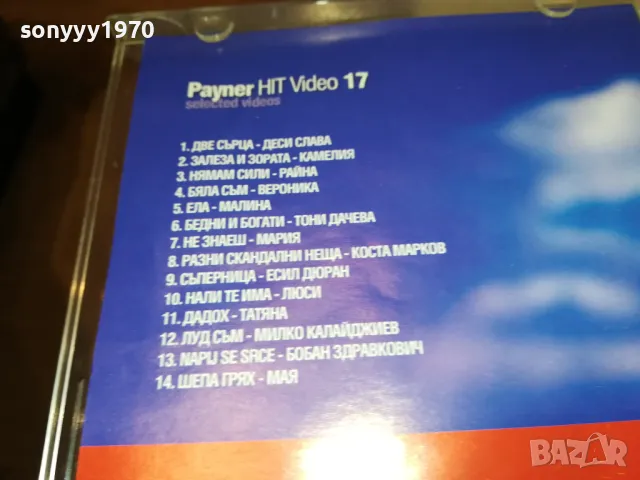 sonyyy1970
Payner HIT Video 17
selected videos
1. ДВЕ СЪРЦА - ДЕСИ СЛАВА
2. ЗАЛЕЗА И ЗОРАТА - КАМЕЛИЯ
3. НЯМАМ СИЛИ - РАЙНА
4. БЯЛА СЪМ - ВЕРОНИКА
5. ЕЛА - МАЛИНА
6. БЕДНИ И БОГАТИ - ТОНИ ДАЧЕВА
7. НЕ ЗНАЕШ - МАРИЯ
8. РАЗНИ СКАНДАЛНИ НЕЩА - КОСТА МАРКОВ
9. СЪПЕРНИЦА - ЕСИЛ ДЮРАН
10. НАЛИ ТЕ ИМА - ЛЮСИ
11. ДАДОХ - ТАТЯНА
12. ЛУД СЪМ - МИЛКО КАЛАЙДЖИЕВ
13. NAPIJ SE SRCE - БОБАН ЗДРАВКОВИЧ
14. ШЕПА ГРЯХ - МАЯ
BAZAR